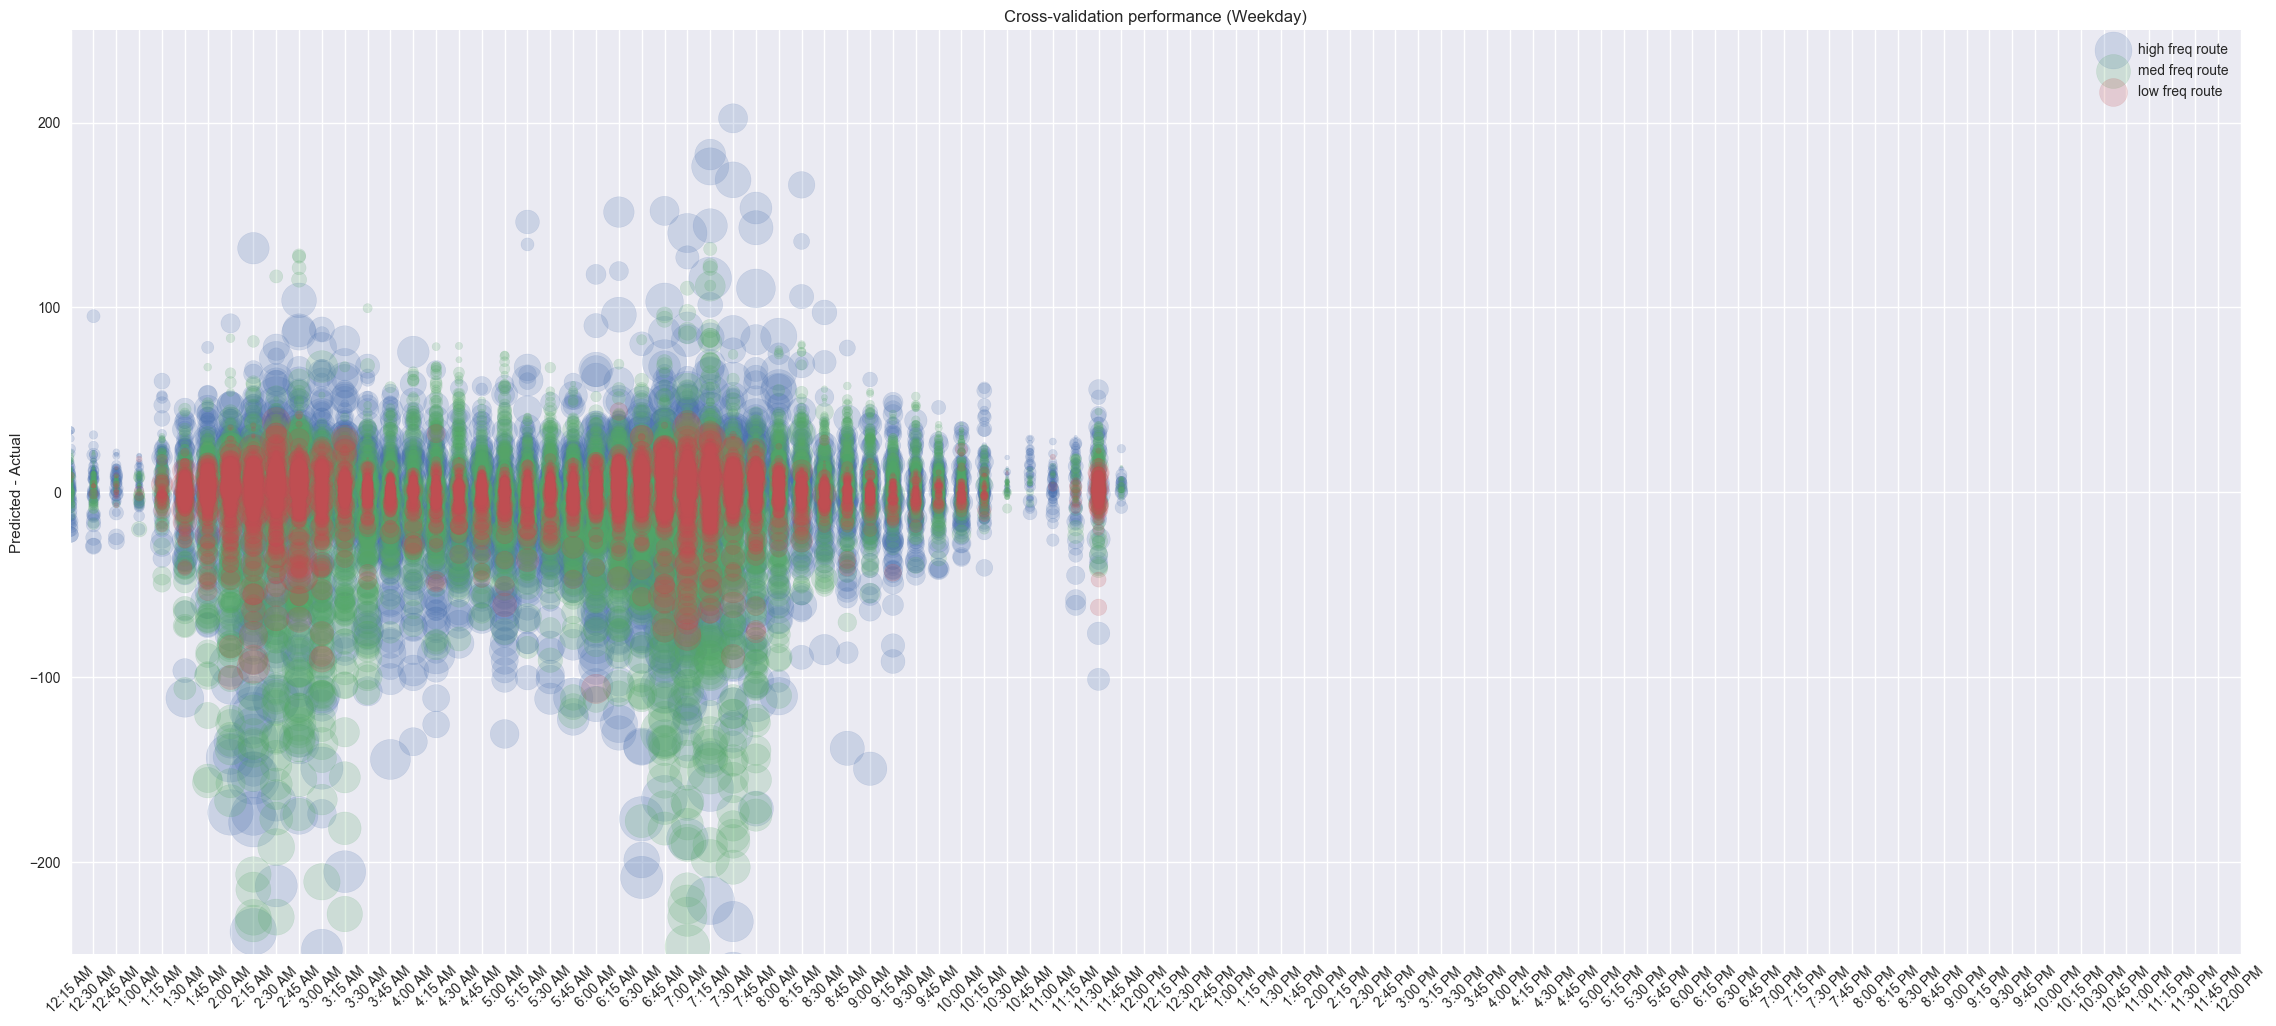 Cross-validation performance (Weekday)
high freq route
med freq route
low freq route
Predicted - Actual
200
100
0
−100
−200
12:15 AM
12:30 AM
12:45 AM
1:00 AM
1:15 AM
1:30 AM
1:45 AM
2:00 AM
2:15 AM
2:30 AM
2:45 AM
3:00 AM
3:15 AM
3:30 AM
3:45 AM
4:00 AM
4:15 AM
4:30 AM
4:45 AM
5:00 AM
5:15 AM
5:30 AM
5:45 AM
6:00 AM
6:15 AM
6:30 AM
6:45 AM
7:00 AM
7:15 AM
7:30 AM
7:45 AM
8:00 AM
8:15 AM
8:30 AM
8:45 AM
9:00 AM
9:15 AM
9:30 AM
9:45 AM
10:00 AM
10:15 AM
10:30 AM
10:45 AM
11:00 AM
11:15 AM
11:30 AM
11:45 AM
12:00 PM
12:15 PM
12:30 PM
12:45 PM
1:00 PM
1:15 PM
1:30 PM
1:45 PM
2:00 PM
2:15 PM
2:30 PM
2:45 PM
3:00 PM
3:15 PM
3:30 PM
3:45 PM
4:00 PM
4:15 PM
4:30 PM
4:45 PM
5:00 PM
5:15 PM
5:30 PM
5:45 PM
6:00 PM
6:15 PM
6:30 PM
6:45 PM
7:00 PM
7:15 PM
7:30 PM
7:45 PM
8:00 PM
8:15 PM
8:30 PM
8:45 PM
9:00 PM
9:15 PM
9:30 PM
9:45 PM
10:00 PM
10:15 PM
10:30 PM
10:45 PM
11:00 PM
11:15 PM
11:30 PM
11:45 PM
12:00 PM